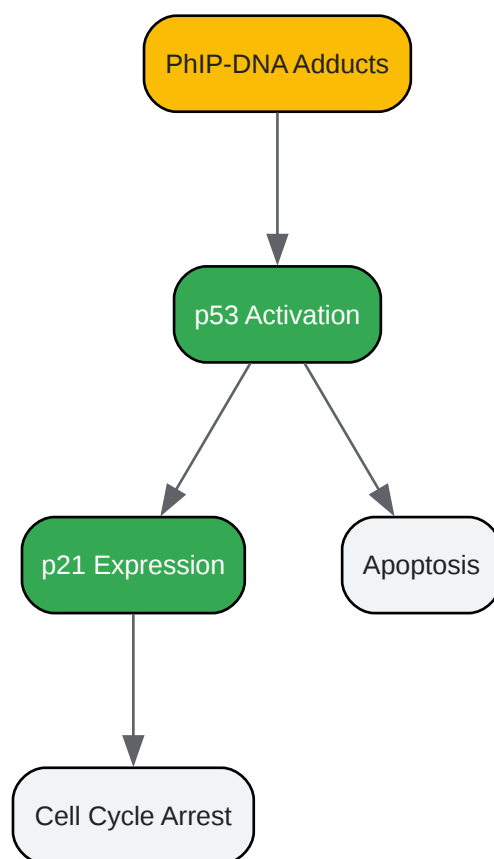 PhIP-DNA Adducts
p53 Activation
p21 Expression
Apoptosis
Cell Cycle Arrest